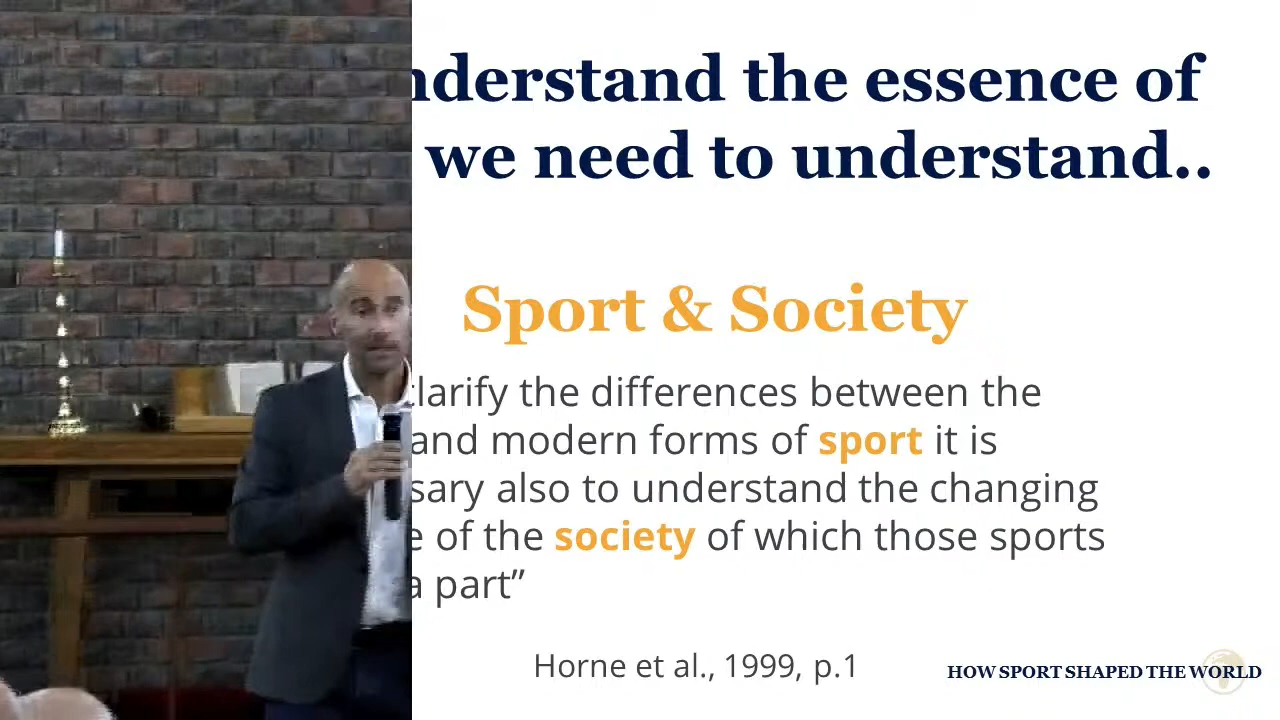 nderstand the essence of
we need to understand..
Sport & Society
clarify the differences between the
and modern forms of sport it is
sary also to understand the changing
e of the society of which those sports
a part”
Horne et al., 1999, p.1
HOW SPORT SHAPED THE WORLD